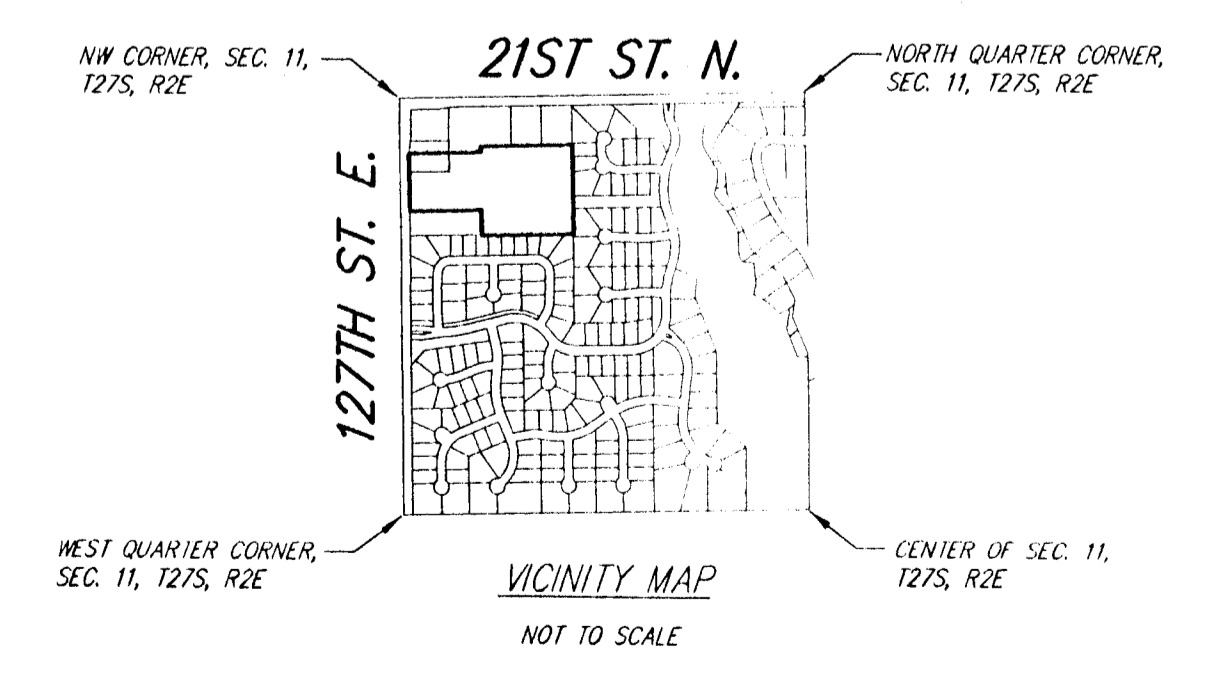 NW CORNER, SEC. 11,
T27S, R2E
21ST ST. N.
NORTH QUARTER CORNER,
SEC. 11, T27S, R2E
127TH ST. E.
WEST QUARTER CORNER,
SEC. 11, T27S, R2E
CENTER OF SEC. 11,
T27S, R2E
VICINITY MAP
NOT TO SCALE